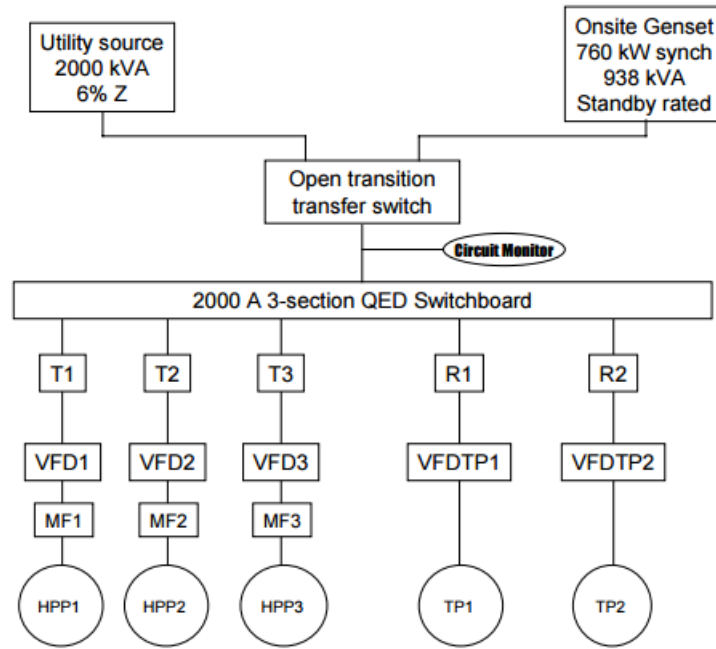 Utility source
2000 kVA
6% Z
Onsite Genset
760 kW synch
938 kVA
Standby rated
Open transition
transfer switch
Circuit Monitor
2000 A 3-section QED Switchboard
T1
T2
T3
R1
R2
VFD1
VFD2
VFD3
VFDTP1
VFDTP2
MF1
MF2
MF3
HPP1
HPP2
HPP3
TP1
TP2